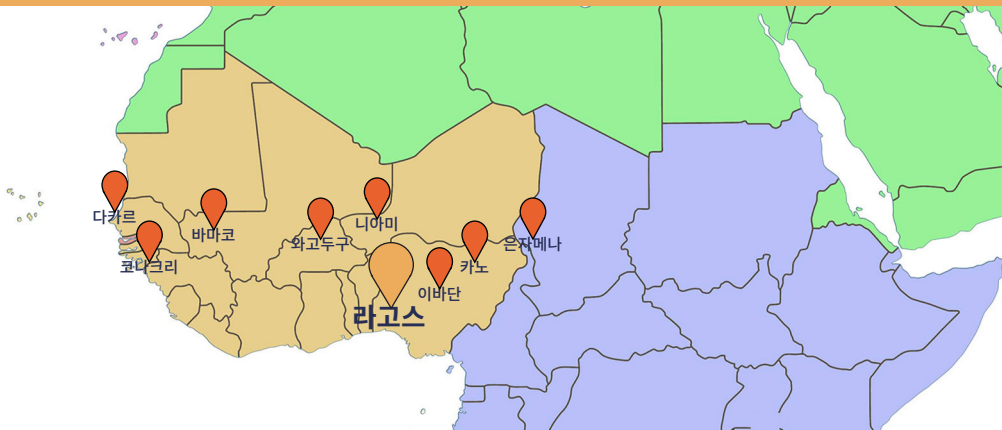 다카르
바마코
코나크리
와고두구
니아미
라고스
이바단
카노
은자메나